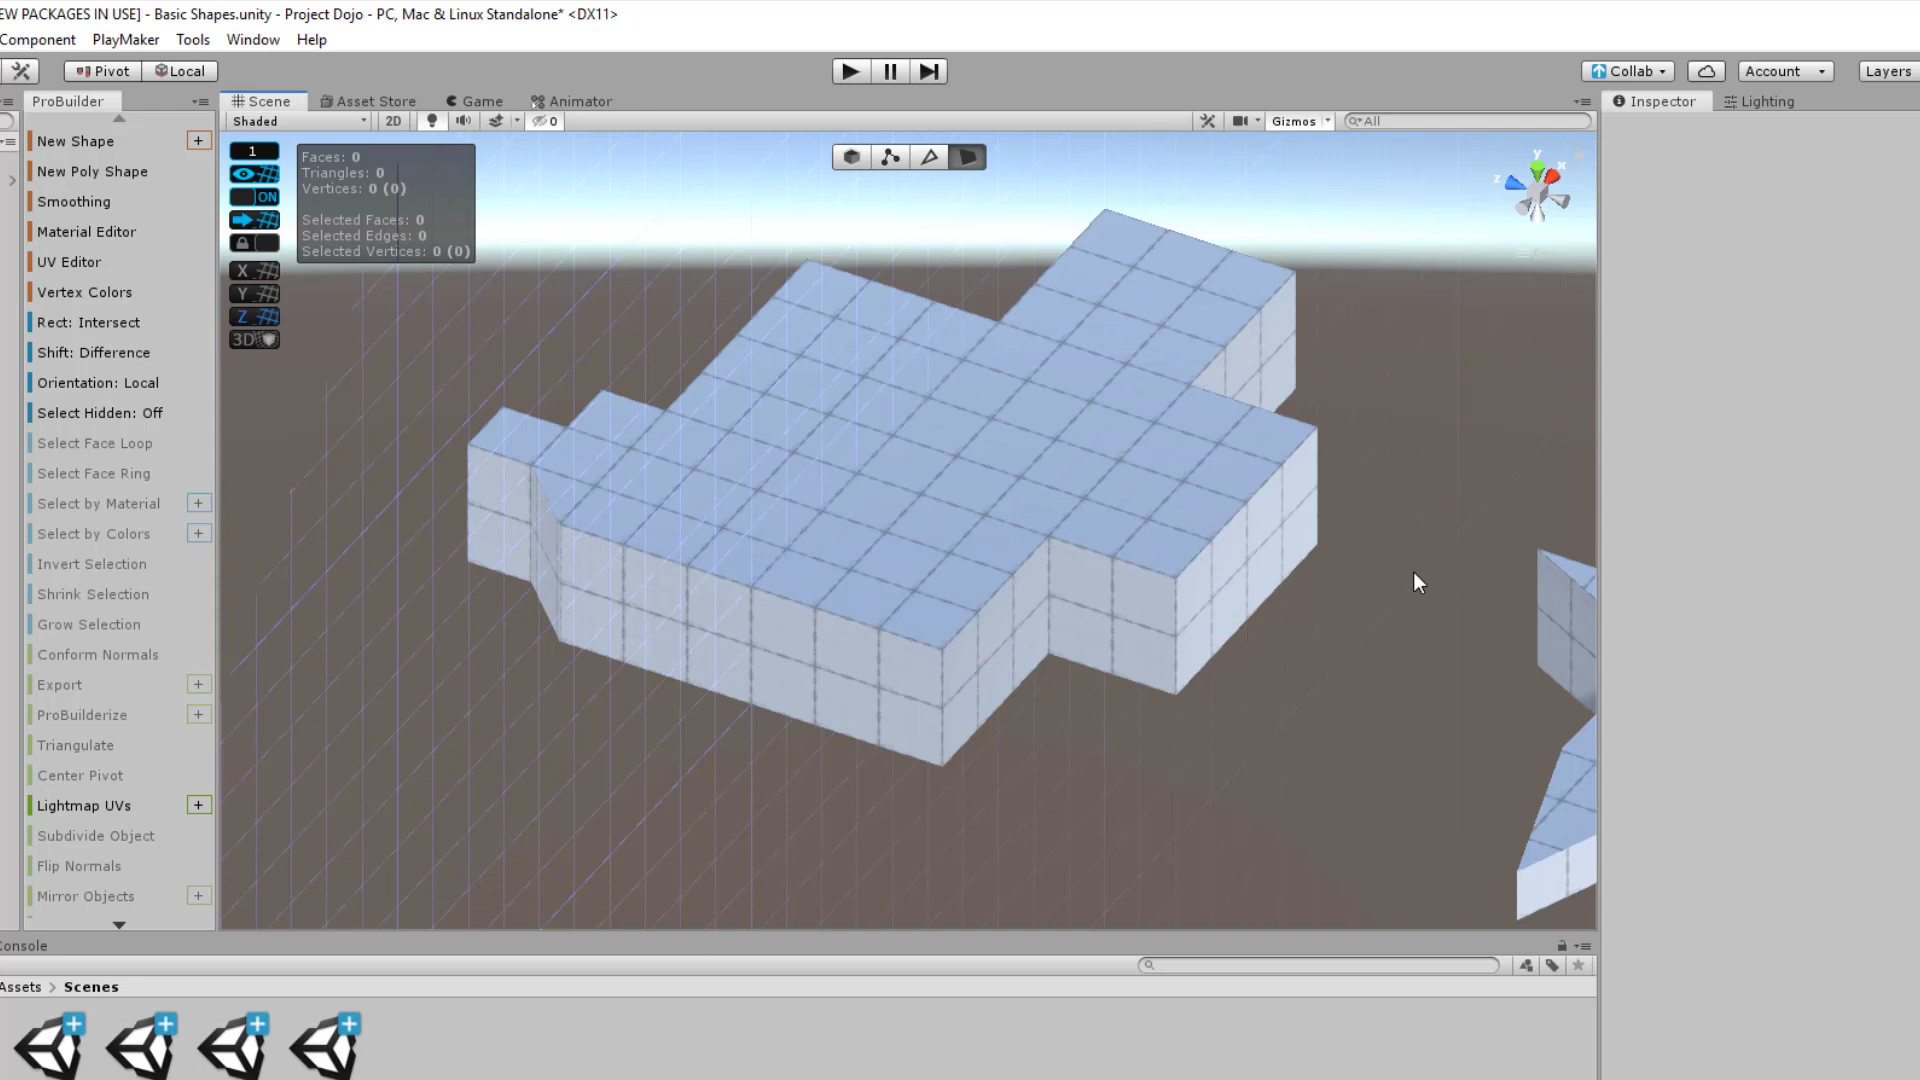 EW PACKAGES IN USE] - Basic Shapes.unity - Project Dojo - PC, Mac & Linux Standalone* <DX11>
Component PlayMaker Tools Window Help
Pivot Local Collab Account Layers
ProBuilder Scene Asset Store Game Animator Inspector Lighting
Shaded 2D 0 Gizmos All
New Shape +
New Poly Shape
Smoothing
Material Editor
UV Editor
Vertex Colors
Rect: Intersect
Shift: Difference
Orientation: Local
Select Hidden: Off
Select Face Loop
Select Face Ring
Select by Material +
Select by Colors +
Invert Selection
Shrink Selection
Grow Selection
Conform Normals
Export +
ProBuilderize +
Triangulate
Center Pivot
Lightmap UVs +
Subdivide Object
Flip Normals
Mirror Objects +
1
ON
X
Y
Z
3D
Faces: 0
Triangles: 0
Vertices: 0 (0)
Selected Faces: 0
Selected Edges: 0
Selected Vertices: 0 (0)
y
x
z
Console
Assets > Scenes